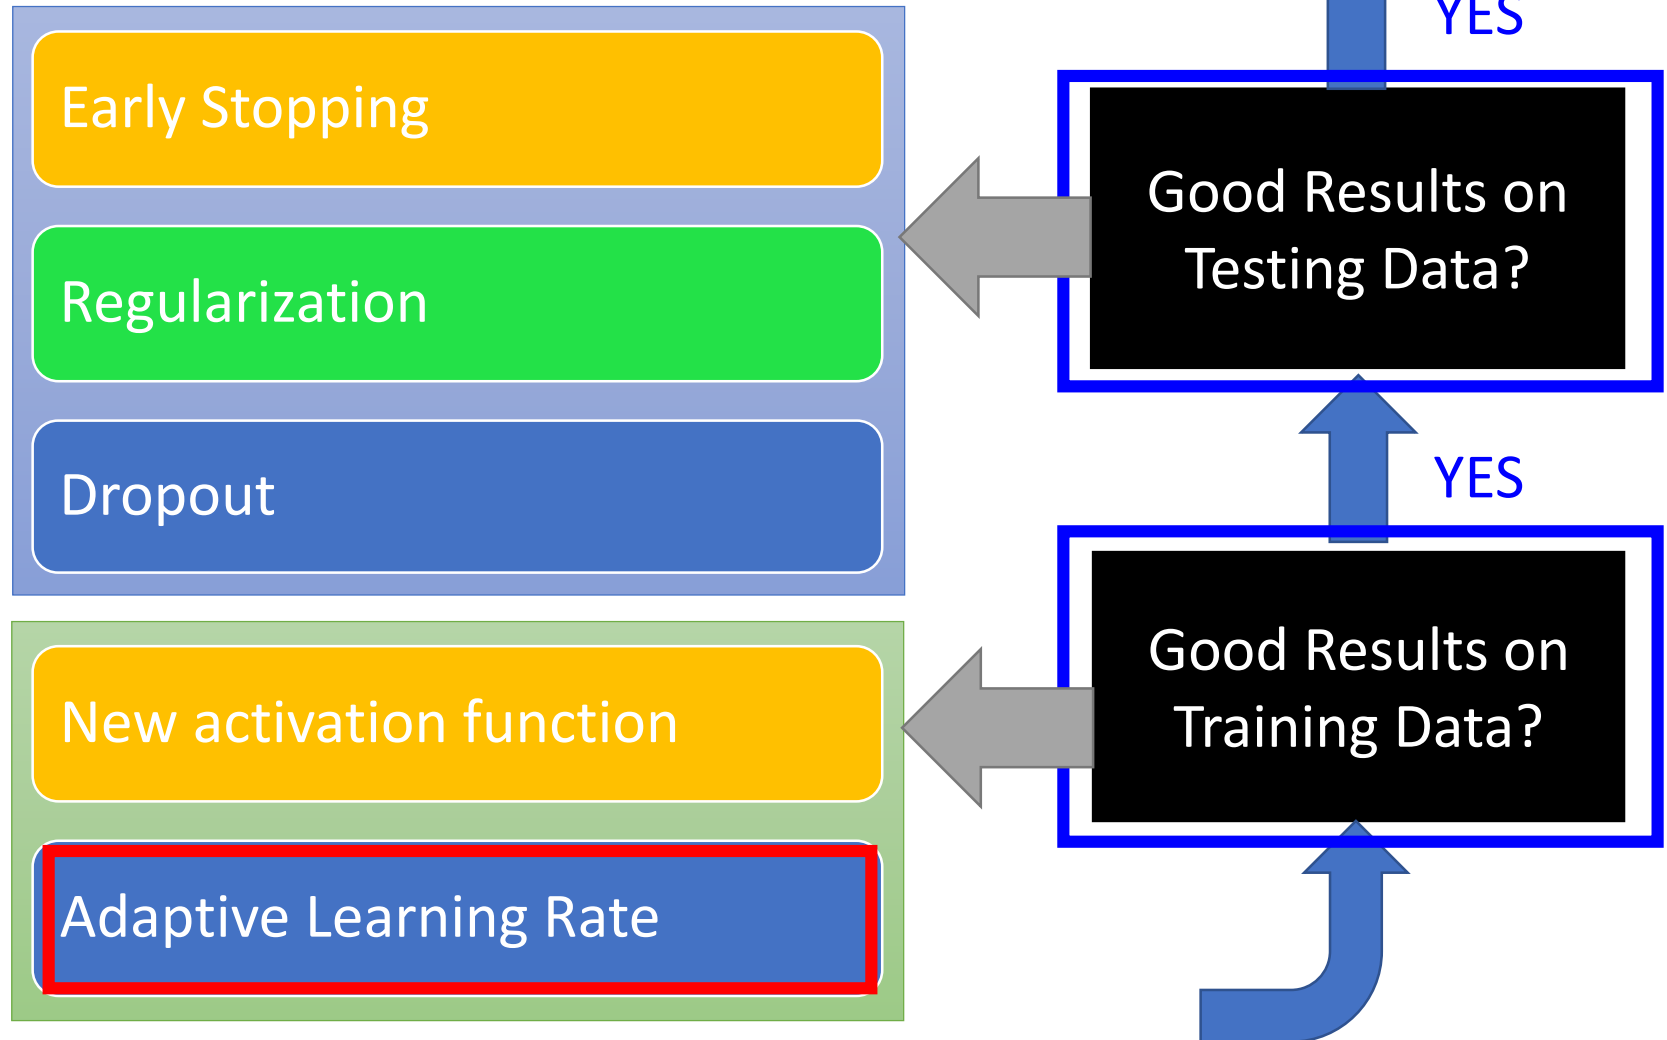 YES
Early Stopping
Good Results on
Testing Data?
Regularization
Dropout
YES
New activation function
Good Results on
Training Data?
Adaptive Learning Rate